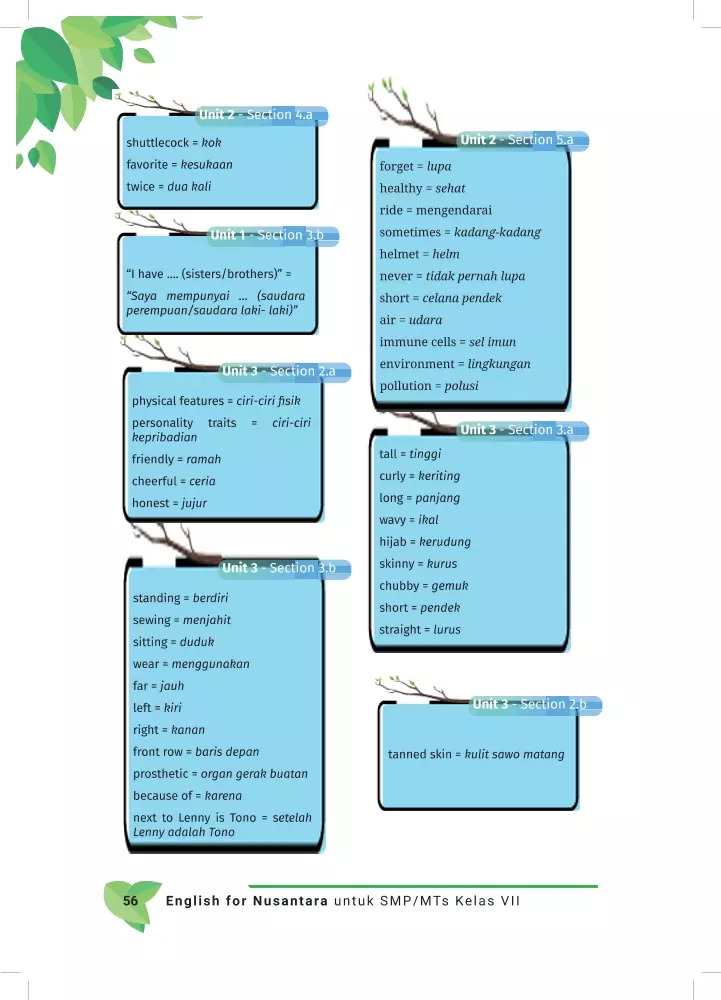 Unit 2 - Section 4.a
shuttlecock = kok
favorite = kesukaan
twice = dua kali
Unit 1 - Section 3.b
“I have .... (sisters/brothers)” =
“Saya mempunyai ... (saudara
perempuan/saudara laki- laki)”
Unit 3 - Section 2.a
physical features = ciri-ciri fisik
personality traits = ciri-ciri
kepribadian
friendly = ramah
cheerful = ceria
honest = jujur
Unit 3 - Section 3.b
standing = berdiri
sewing = menjahit
sitting = duduk
wear = menggunakan
far = jauh
left = kiri
right = kanan
front row = baris depan
prosthetic = organ gerak buatan
because of = karena
next to Lenny is Tono = setelah
Lenny adalah Tono
Unit 2 - Section 5.a
forget = lupa
healthy = sehat
ride = mengendarai
sometimes = kadang-kadang
helmet = helm
never = tidak pernah lupa
short = celana pendek
air = udara
immune cells = sel imun
environment = lingkungan
pollution = polusi
Unit 3 - Section 3.a
tall = tinggi
curly = keriting
long = panjang
wavy = ikal
hijab = kerudung
skinny = kurus
chubby = gemuk
short = pendek
straight = lurus
Unit 3 - Section 2.b
tanned skin = kulit sawo matang
56 English for Nusantara untuk SMP/MTs Kelas VII